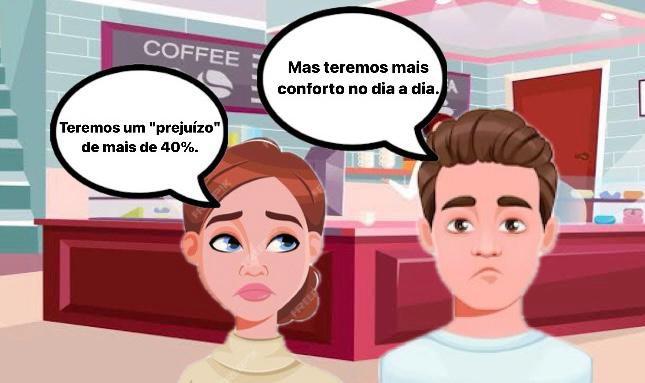 COFFEE
Teremos um "prejuízo"
de mais de 40%.
Mas teremos mais
conforto no dia a dia.